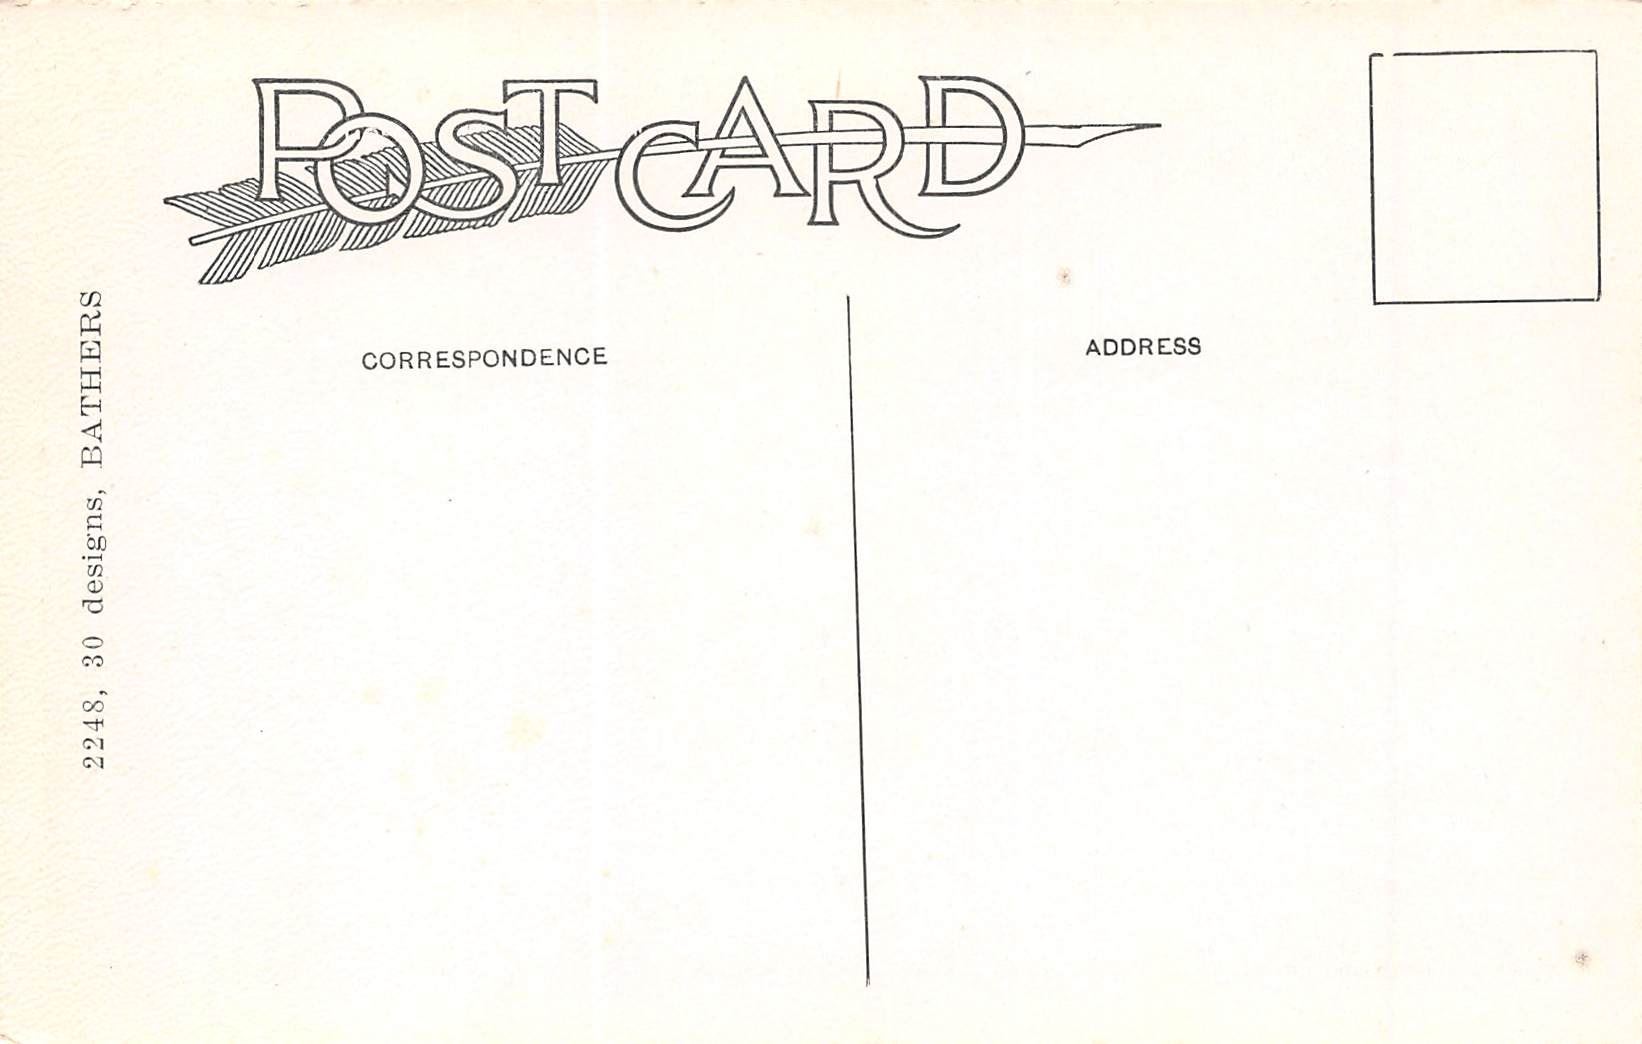 POST CARD
CORRESPONDENCE
ADDRESS
2248, 30 designs, BATHERS